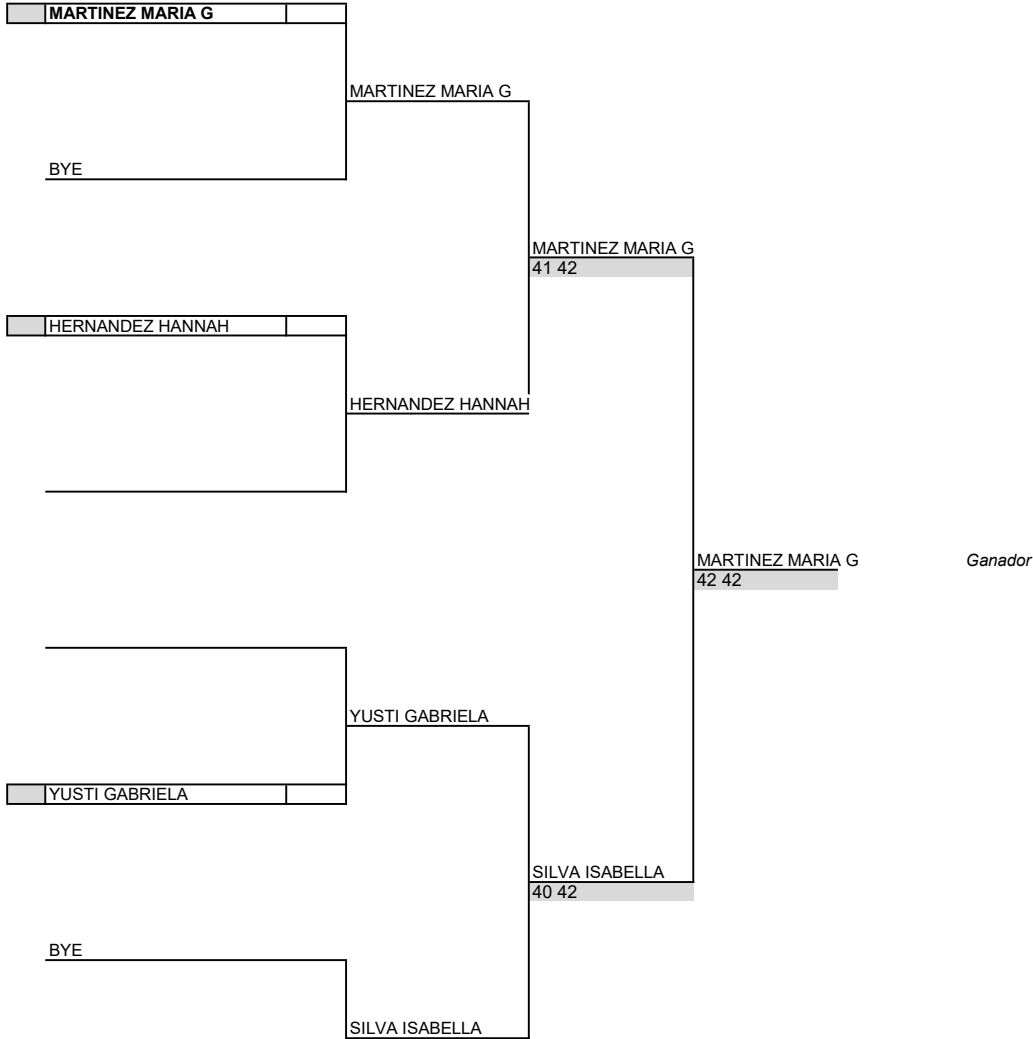 MARTINEZ MARIA G
MARTINEZ MARIA G
BYE
MARTINEZ MARIA G
41 42
HERNANDEZ HANNAH
HERNANDEZ HANNAH
MARTINEZ MARIA G Ganador
42 42
YUSTI GABRIELA
YUSTI GABRIELA
SILVA ISABELLA
40 42
BYE
SILVA ISABELLA